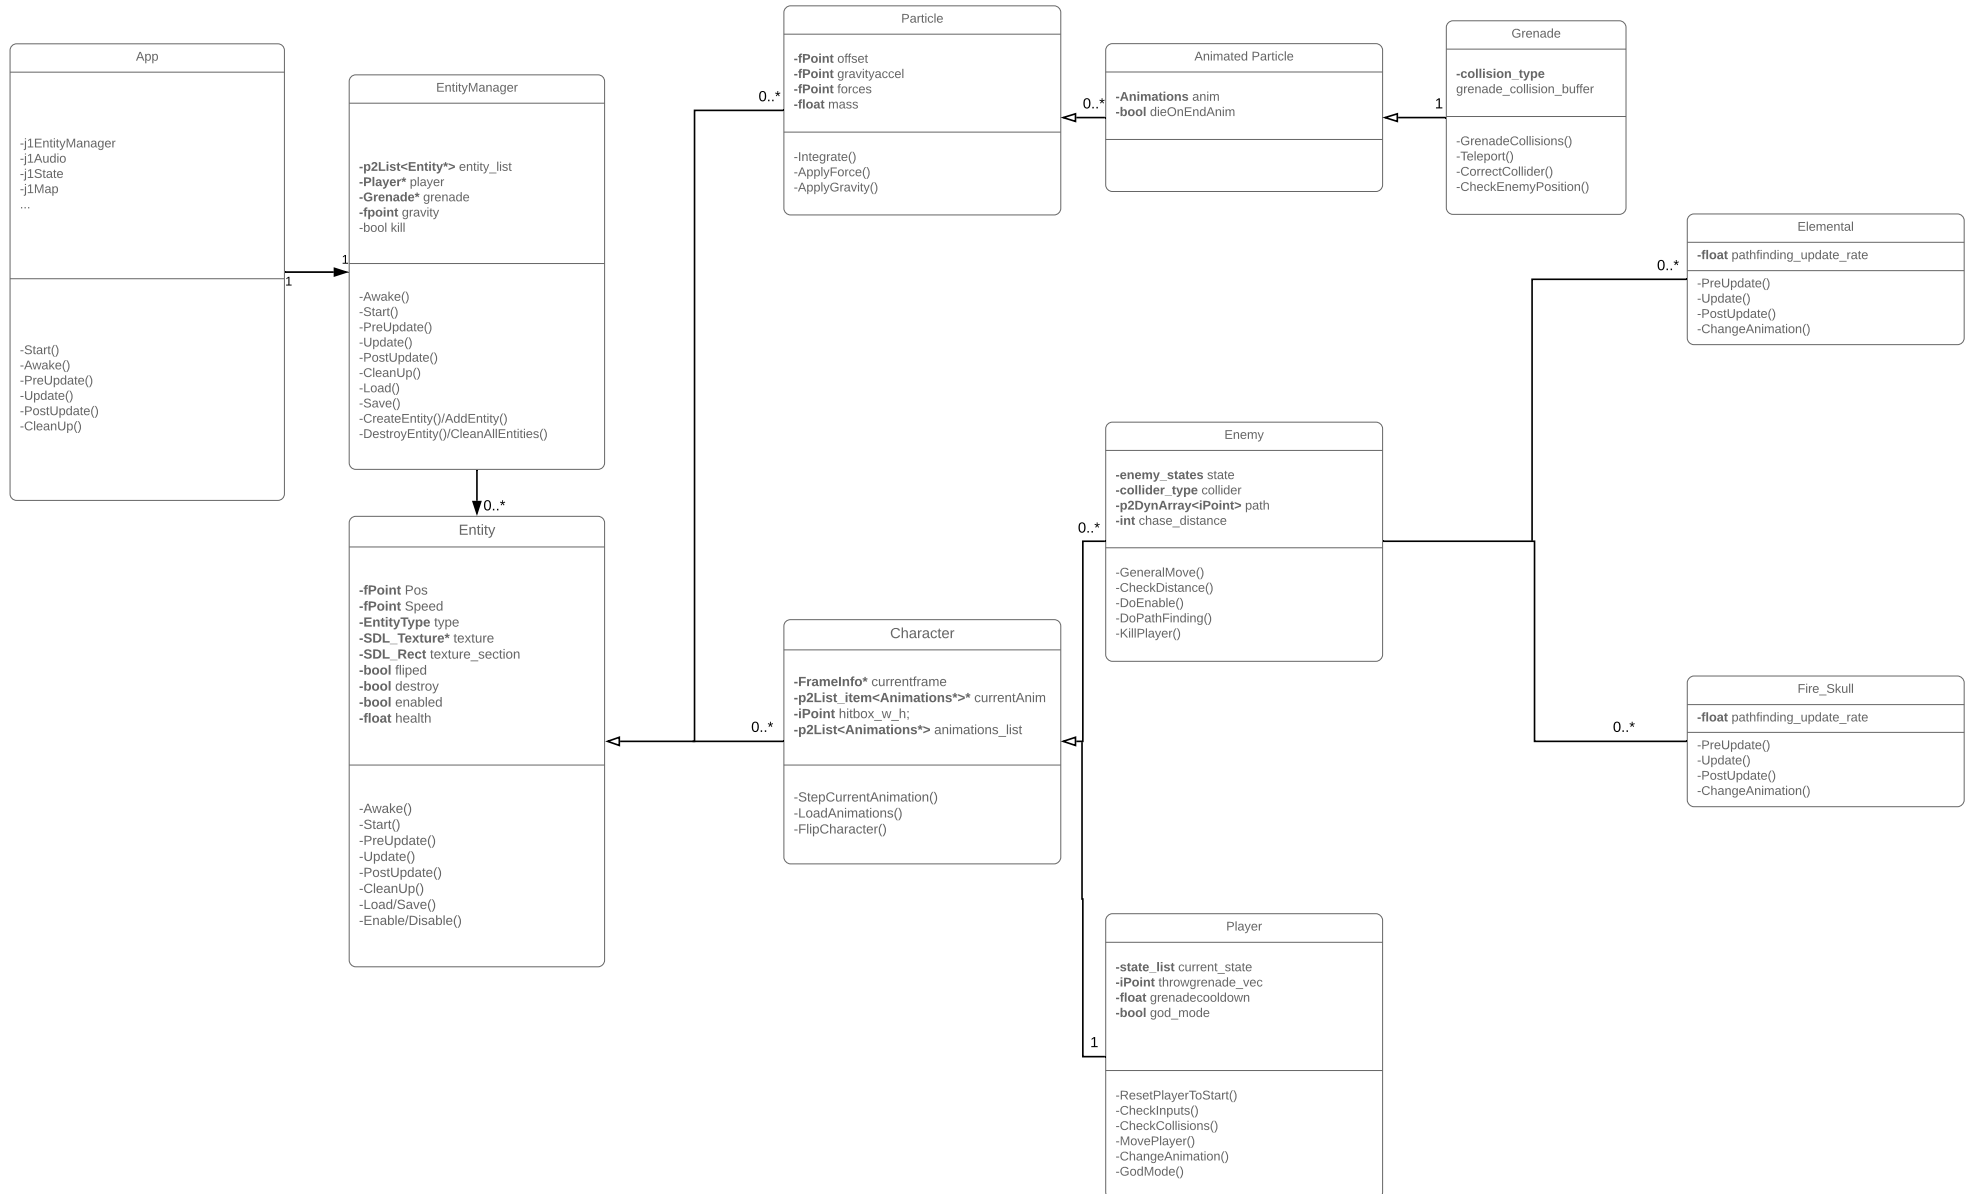 App
-j1EntityManager
-j1Audio
-j1State
-j1Map
...
-Start()
-Awake()
-PreUpdate()
-Update()
-PostUpdate()
-CleanUp()
1
1
EntityManager
-p2List<Entity*> entity_list
-Player* player
-Grenade* grenade
-fpoint gravity
-bool kill
-Awake()
-Start()
-PreUpdate()
-Update()
-PostUpdate()
-CleanUp()
-Load()
-Save()
-CreateEntity()/AddEntity()
-DestroyEntity()/CleanAllEntities()
0..*
Entity
-fPoint Pos
-fPoint Speed
-EntityType type
-SDL_Texture* texture
-SDL_Rect texture_section
-bool fliped
-bool destroy
-bool enabled
-float health
-Awake()
-Start()
-PreUpdate()
-Update()
-PostUpdate()
-CleanUp()
-Load/Save()
-Enable/Disable()
0..*
Particle
-fPoint offset
-fPoint gravityaccel
-fPoint forces
-float mass
-Integrate()
-ApplyForce()
-ApplyGravity()
0..*
Animated Particle
-Animations anim
-bool dieOnEndAnim
1
Grenade
-collision_type
grenade_collision_buffer
-GrenadeCollisions()
-Teleport()
-CorrectCollider()
-CheckEnemyPosition()
0..*
Character
-FrameInfo* currentframe
-p2List_item<Animations*>* currentAnim
-iPoint hitbox_w_h;
-p2List<Animations*> animations_list
-StepCurrentAnimation()
-LoadAnimations()
-FlipCharacter()
0..*
Enemy
-enemy_states state
-collider_type collider
-p2DynArray<iPoint> path
-int chase_distance
-GeneralMove()
-CheckDistance()
-DoEnable()
-DoPathFinding()
-KillPlayer()
1
Player
-state_list current_state
-iPoint throwgrenade_vec
-float grenadecooldown
-bool god_mode
-ResetPlayerToStart()
-CheckInputs()
-CheckCollisions()
-MovePlayer()
-ChangeAnimation()
-GodMode()
0..*
Elemental
-float pathfinding_update_rate
-PreUpdate()
-Update()
-PostUpdate()
-ChangeAnimation()
0..*
Fire_Skull
-float pathfinding_update_rate
-PreUpdate()
-Update()
-PostUpdate()
-ChangeAnimation()